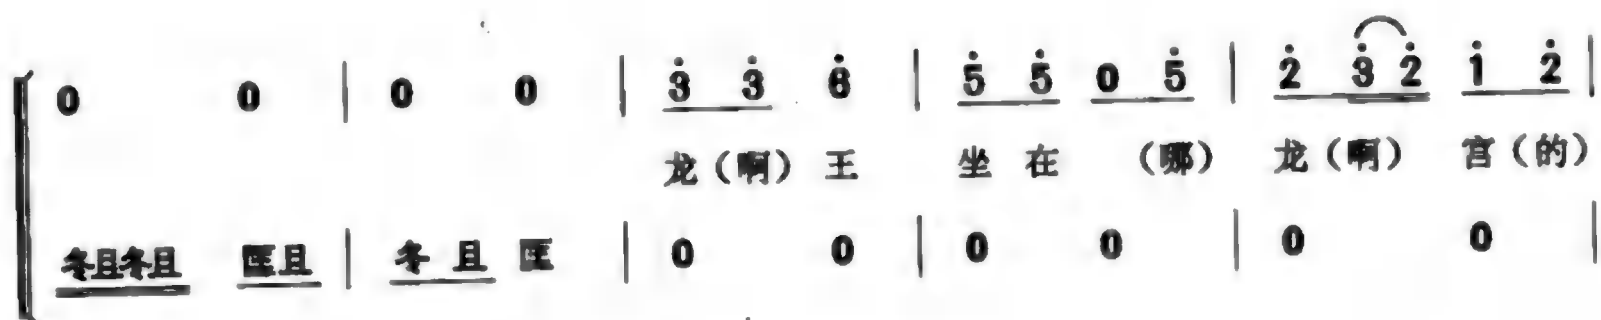 0 0 | 0 0 | 3̇ 3̇ 6̇ | 5̇ 5̇ 0 5̇ | 2̇ 3̇ 2̇ 1̇ 2̇ |
龙（啊）王 坐 在 （哪） 龙（啊） 宫（的）
冬且冬且 匡且 | 冬 且 匡 | 0 0 | 0 0 | 0 0 |